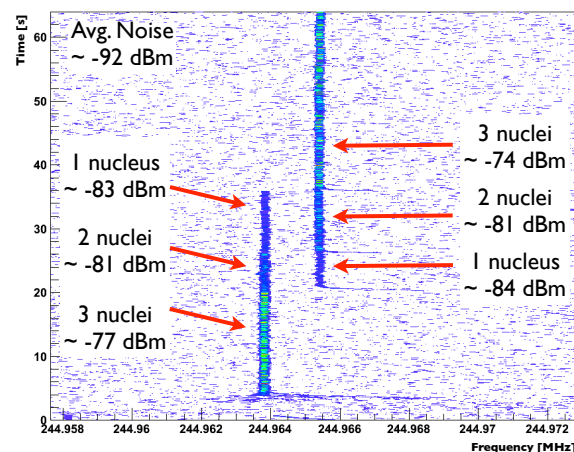 Time [s]
60
50
40
30
20
10
0
Avg. Noise
~ -92 dBm
1 nucleus
~ -83 dBm
2 nuclei
~ -81 dBm
3 nuclei
~ -77 dBm
3 nuclei
~ -74 dBm
2 nuclei
~ -81 dBm
1 nucleus
~ -84 dBm
244.958 244.96 244.962 244.964 244.966 244.968 244.97 244.972
Frequency [MHz]